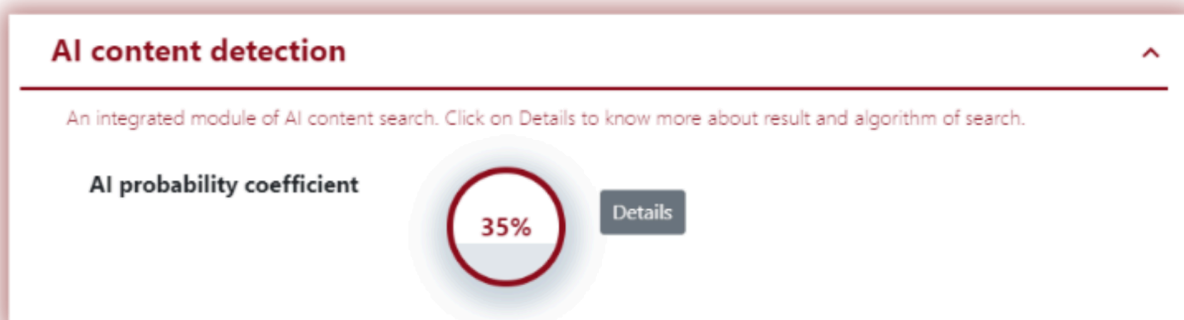 AI content detection
An integrated module of AI content search. Click on Details to know more about result and algorithm of search.
AI probability coefficient
35%
Details